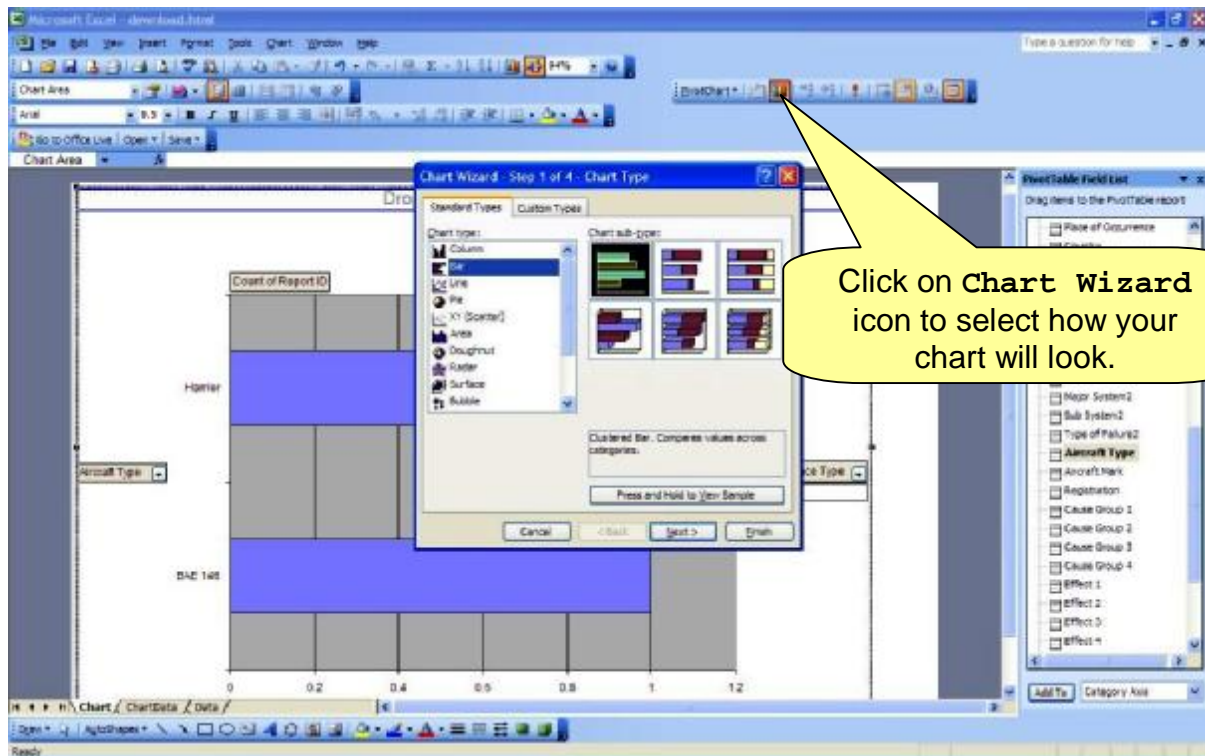 Microsoft Excel - download.html
File Edit View Insert Format Tools Chart Window Help
Type a question for help
94%
Chart Area
PivotChart
Arial
9.5
B I U
Go to Office Live Open Save
Chart Area
Chart Wizard - Step 1 of 4 - Chart Type
Standard Types Custom Types
Chart type:
Column
Bar
Line
Pie
XY (Scatter)
Area
Doughnut
Radar
Surface
Bubble
Chart sub-type:
Clustered Bar. Compares values across
categories.
Press and Hold to View Sample
Cancel < Back Next > Finish
Dro
Count of Report ID
Harrier
Aircraft Type
ce Type
BAE 146
0 0.2 0.4 0.6 0.8 1 1.2
Click on Chart Wizard
icon to select how your
chart will look.
PivotTable Field List
Drag items to the PivotTable report
Place of Occurrence
Major System2
Sub System2
Type of Failure2
Aircraft Type
Aircraft Mark
Registration
Cause Group 1
Cause Group 2
Cause Group 3
Cause Group 4
Effect 1
Effect 2
Effect 3
Effect 4
Add To Category Axis
Chart ChartData Data
Draw AutoShapes
Ready